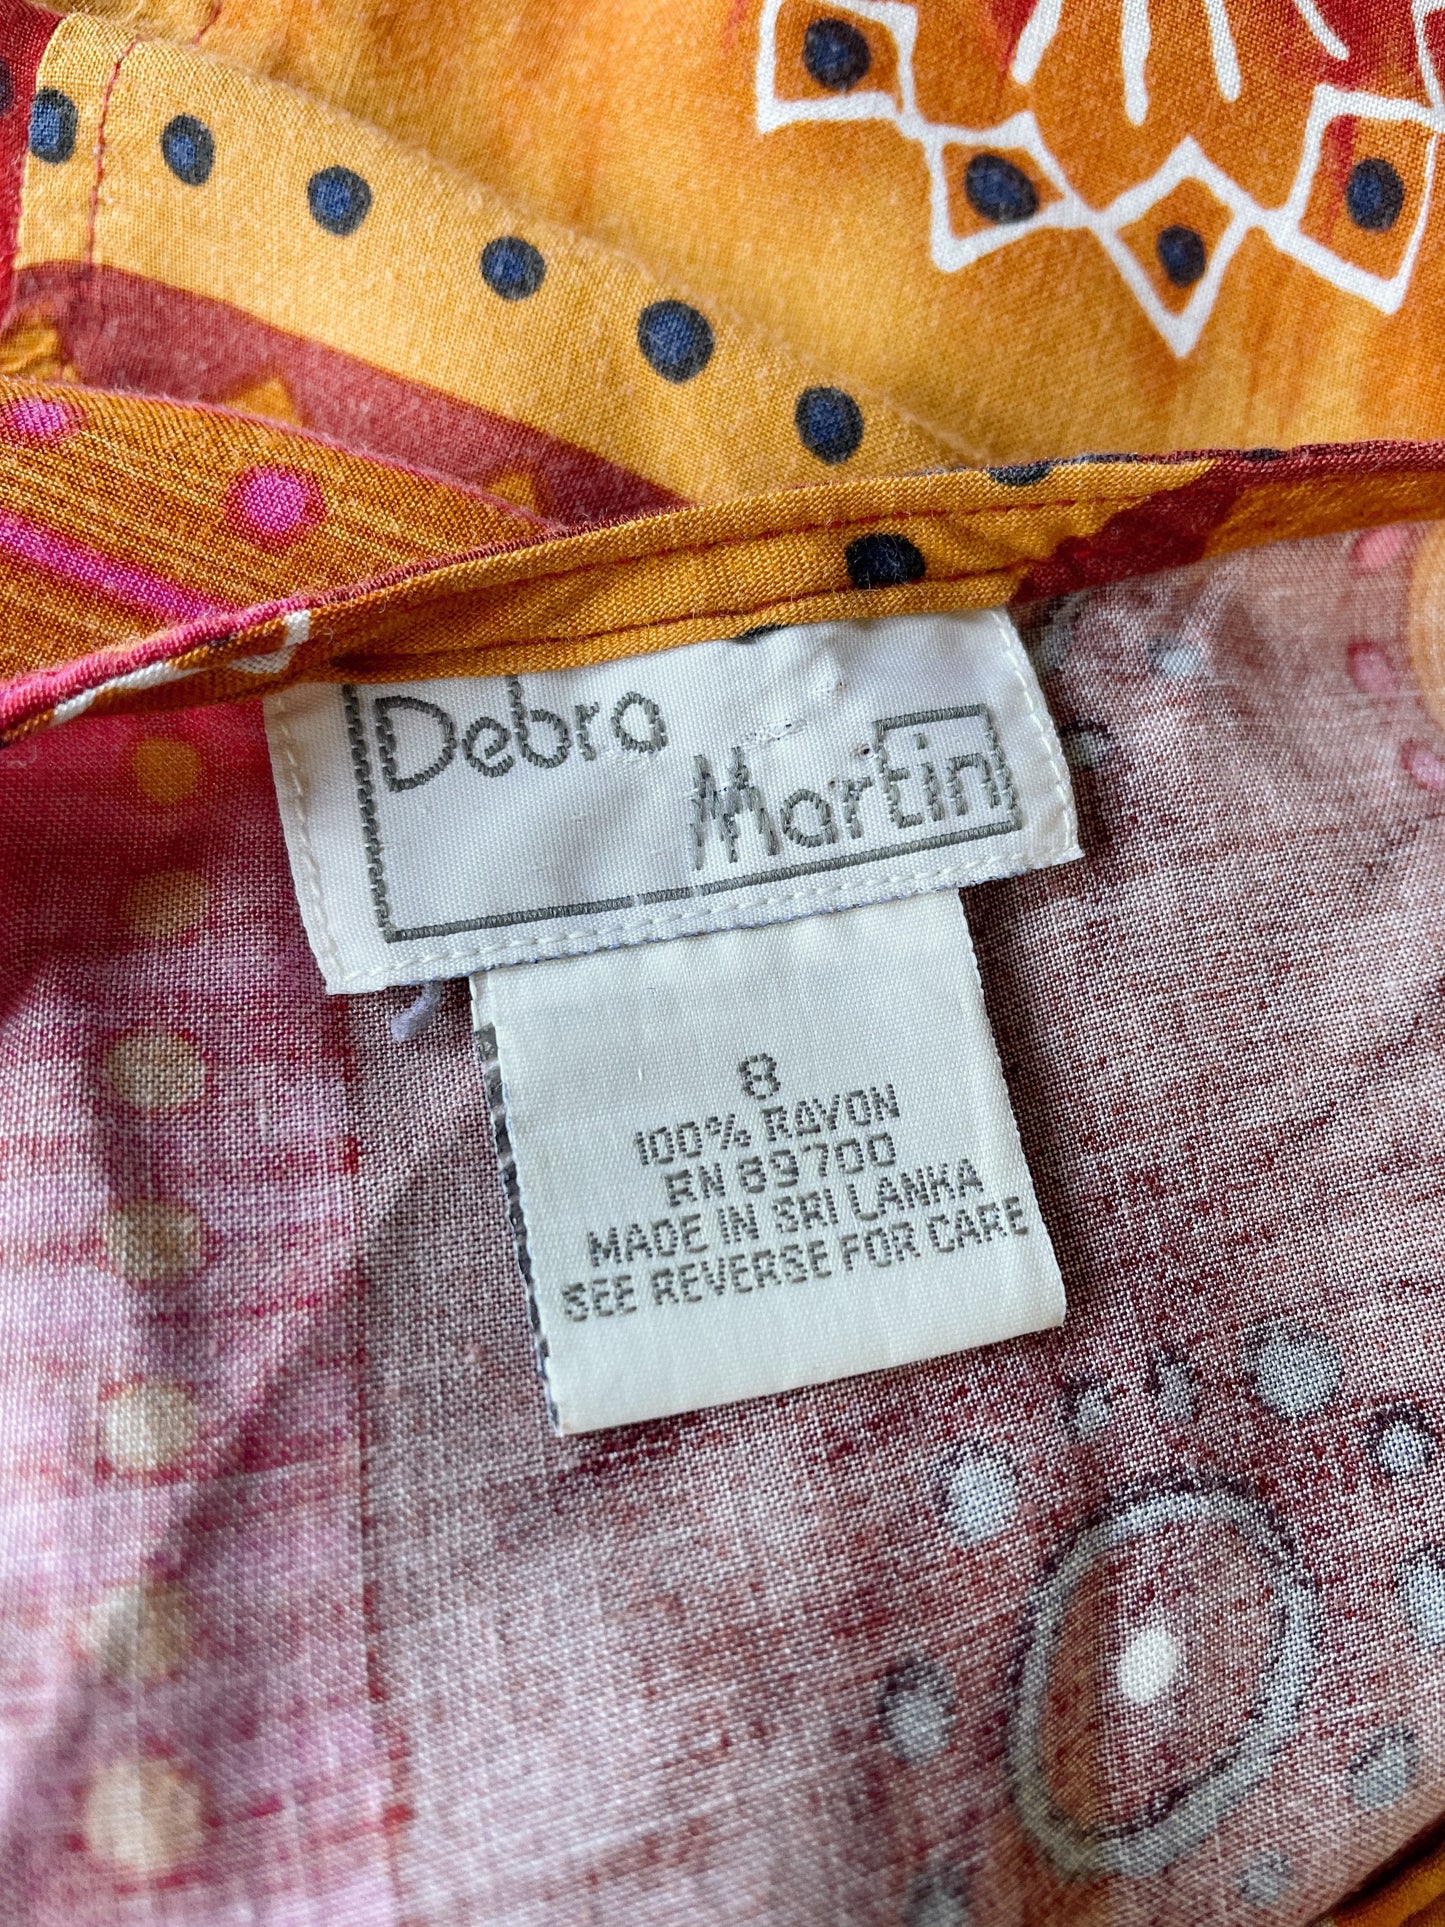 Debra
Martin
8
100% RAYON
RN 69700
MADE IN SRI LANKA
SEE REVERSE FOR CARE